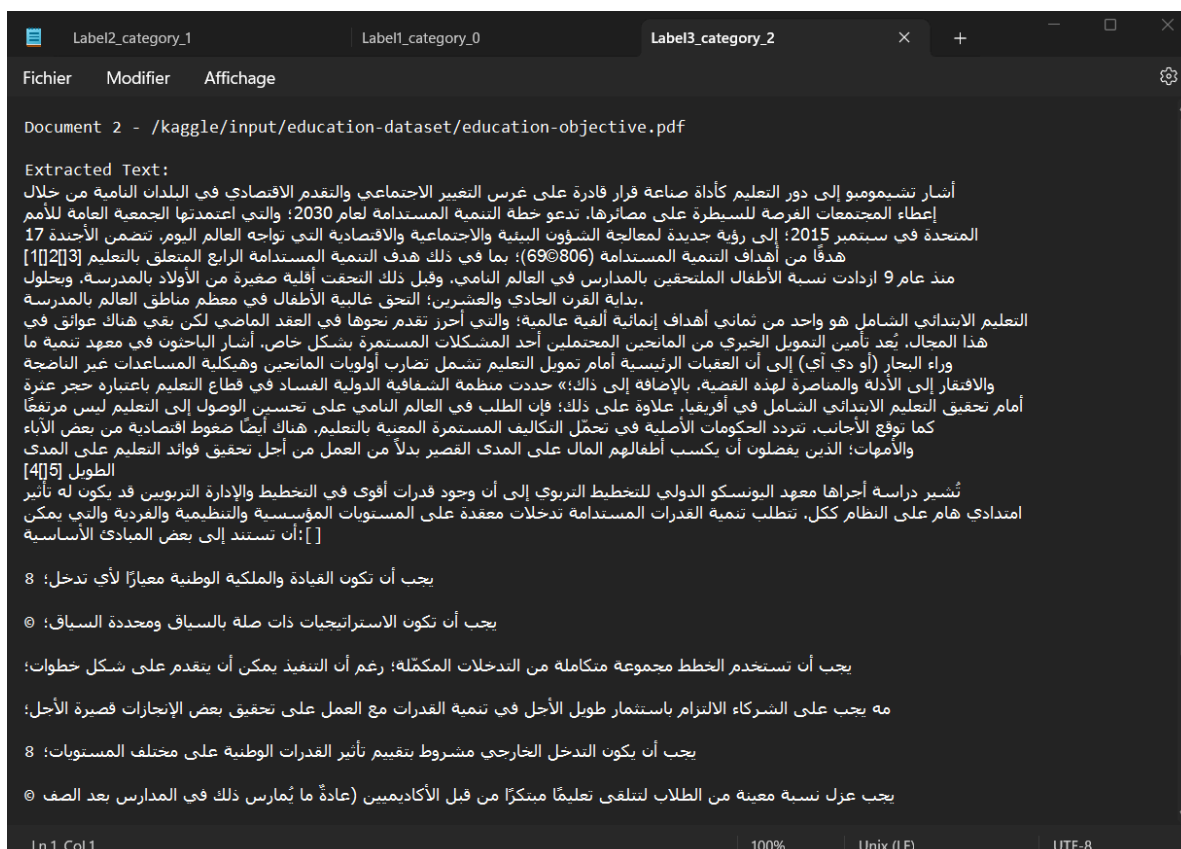 Label2_category_1
Label1_category_0
Label3_category_2
Fichier Modifier Affichage
Document 2 - /kaggle/input/education-dataset/education-objective.pdf
Extracted Text:
أشار تشيمومبو إلى دور التعليم كأداة صناعة قرار قادرة على غرس التغيير الاجتماعي والتقدم الاقتصادي في البلدان النامية من خلال
إعطاء المجتمعات الفرصة للسيطرة على مصائرها. تدعو خطة التنمية المستدامة لعام 2030؛ والتي اعتمدتها الجمعية العامة للأمم
المتحدة في سبتمبر 2015؛ إلى رؤية جديدة لمعالجة الشؤون البيئية والاجتماعية والاقتصادية التي تواجه العالم اليوم. تتضمن الأجندة 17
هدفًا من أهداف التنمية المستدامة (806©69)؛ بما في ذلك هدف التنمية المستدامة الرابع المتعلق بالتعليم [3][2][1]
منذ عام 9 ازدادت نسبة الأطفال الملتحقين بالمدارس في العالم النامي. وقبل ذلك التحقت أقلية صغيرة من الأولاد بالمدرسة. وبحلول
.بداية القرن الحادي والعشرين؛ التحق غالبية الأطفال في معظم مناطق العالم بالمدرسة
التعليم الابتدائي الشامل هو واحد من ثماني أهداف إنمائية ألفية عالمية؛ والتي أحرز تقدم نحوها في العقد الماضي لكن بقي هناك عوائق في
هذا المجال. يُعد تأمين التمويل الخيري من المانحين المحتملين أحد المشكلات المستمرة بشكل خاص. أشار الباحثون في معهد تنمية ما
وراء البحار (أو دي آي) إلى أن العقبات الرئيسية أمام تمويل التعليم تشمل تضارب أولويات المانحين وهيكلية المساعدات غير الناضجة
والافتقار إلى الأدلة والمناصرة لهذه القضية. بالإضافة إلى ذاك؛» حددت منظمة الشفافية الدولية الفساد في قطاع التعليم باعتباره حجر عثرة
أمام تحقيق التعليم الابتدائي الشامل في أفريقيا. علاوة على ذلك؛ فإن الطلب في العالم النامي على تحسين الوصول إلى التعليم ليس مرتفعًا
كما توقع الأجانب. تتردد الحكومات الأصلية في تحمّل التكاليف المستمرة المعنية بالتعليم. هناك أيضًا ضغوط اقتصادية من بعض الآباء
والأمهات؛ الذين يفضلون أن يكسب أطفالهم المال على المدى القصير بدلاً من العمل من أجل تحقيق فوائد التعليم على المدى
الطويل [5][4]
تُشير دراسة أجراها معهد اليونسكو الدولي للتخطيط التربوي إلى أن وجود قدرات أقوى في التخطيط والإدارة التربويين قد يكون له تأثير
امتدادي هام على النظام ككل. تتطلب تنمية القدرات المستدامة تدخلات معقدة على المستويات المؤسسية والتنظيمية والفردية والتي يمكن
[ ]:أن تستند إلى بعض المبادئ الأساسية
يجب أن تكون القيادة والملكية الوطنية معيارًا لأي تدخل؛ 8
يجب أن تكون الاستراتيجيات ذات صلة بالسياق ومحددة السياق؛ ©
يجب أن تستخدم الخطط مجموعة متكاملة من التدخلات المكمّلة؛ رغم أن التنفيذ يمكن أن يتقدم على شكل خطوات؛
مه يجب على الشركاء الالتزام باستثمار طويل الأجل في تنمية القدرات مع العمل على تحقيق بعض الإنجازات قصيرة الأجل؛
يجب أن يكون التدخل الخارجي مشروط بتقييم تأثير القدرات الوطنية على مختلف المستويات؛ 8
يجب عزل نسبة معينة من الطلاب لتتلقى تعليمًا مبتكرًا من قبل الأكاديميين (عادةٌ ما يُمارس ذلك في المدارس بعد الصف ©
Ln 1, Col 1 100% Unix (LF) UTF-8